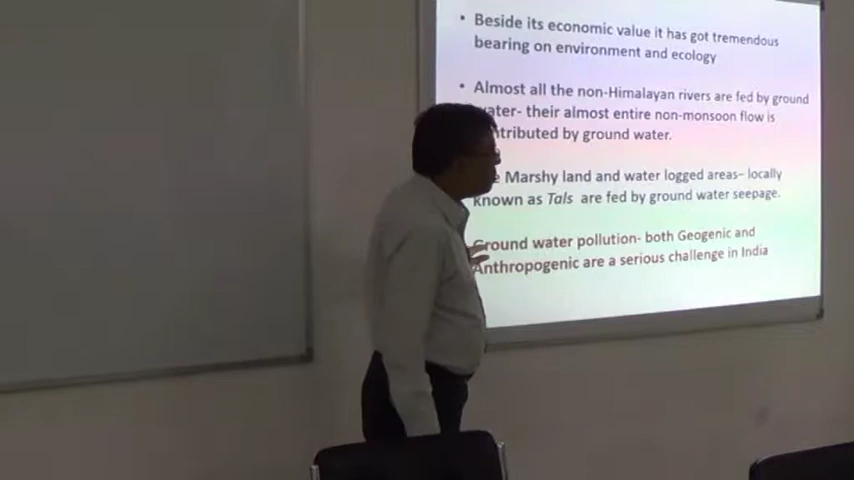 • Beside its economic value it has got tremendous
bearing on environment and ecology
• Almost all the non-Himalayan rivers are fed by ground
water- their almost entire non-monsoon flow is
ntributed by ground water.
e Marshy land and water logged areas– locally
known as Tals are fed by ground water seepage.
Ground water pollution- both Geogenic and
Anthropogenic are a serious challenge in India